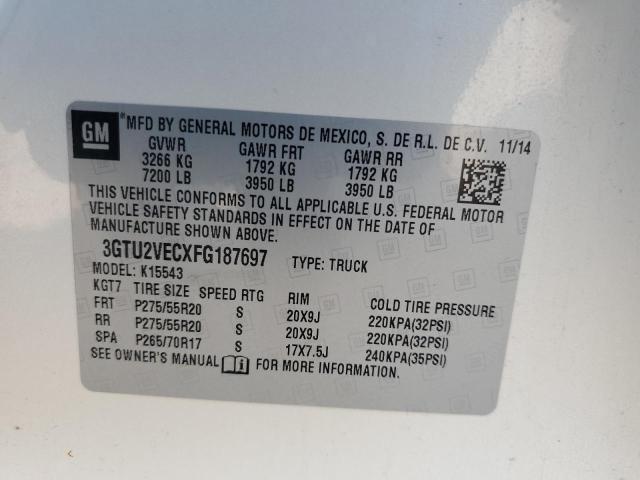 GM ®MFD BY GENERAL MOTORS DE MEXICO, S. DE R.L. DE C.V. 11/14
GVWR GAWR FRT GAWR RR
3266 KG 1792 KG 1792 KG
7200 LB 3950 LB 3950 LB
THIS VEHICLE CONFORMS TO ALL APPLICABLE U.S. FEDERAL MOTOR
VEHICLE SAFETY STANDARDS IN EFFECT ON THE DATE OF
MANUFACTURE SHOWN ABOVE.
3GTU2VECXFG187697 TYPE: TRUCK
MODEL: K15543
KGT7 TIRE SIZE SPEED RTG RIM COLD TIRE PRESSURE
FRT P275/55R20 S 20X9J 220KPA(32PSI)
RR P275/55R20 S 20X9J 220KPA(32PSI)
SPA P265/70R17 S 17X7.5J 240KPA(35PSI)
SEE OWNER'S MANUAL FOR MORE INFORMATION.